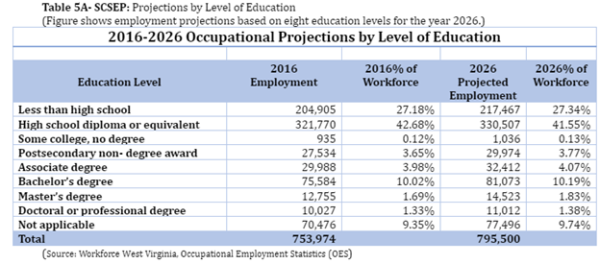 Table 5A- SCSEP: Projections by Level of Education
(Figure shows employment projections based on eight education levels for the year 2026.)
2016-2026 Occupational Projections by Level of Education
Education Level 2016 Employment 2016% of Workforce 2026 Projected Employment 2026% of Workforce
Less than high school 204,905 27.18% 217,467 27.34%
High school diploma or equivalent 321,770 42.68% 330,507 41.55%
Some college, no degree 935 0.12% 1,036 0.13%
Postsecondary non- degree award 27,534 3.65% 29,974 3.77%
Associate degree 29,988 3.98% 32,412 4.07%
Bachelor's degree 75,584 10.02% 81,073 10.19%
Master's degree 12,755 1.69% 14,523 1.83%
Doctoral or professional degree 10,027 1.33% 11,012 1.38%
Not applicable 70,476 9.35% 77,496 9.74%
Total 753,974 795,500
(Source: Workforce West Virginia, Occupational Employment Statistics (OES)